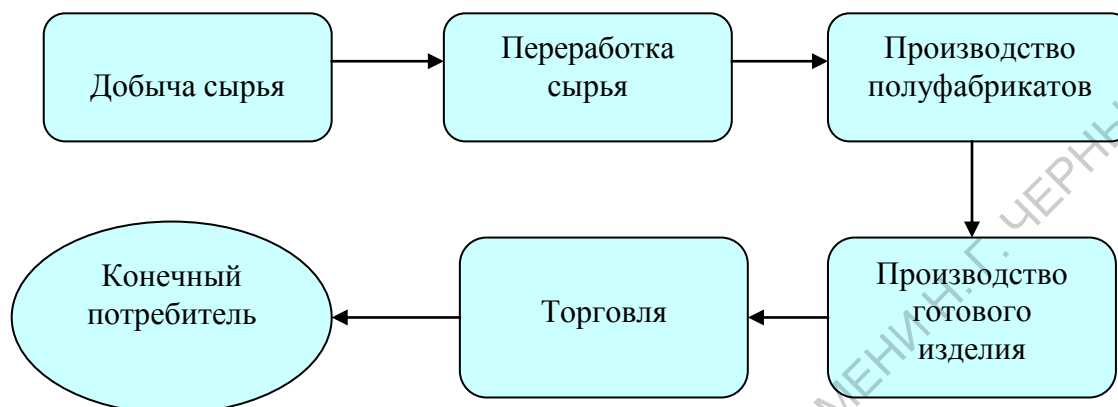 Добыча сырья
Переработка
сырья
Производство
полуфабрикатов
Производство
готового
изделия
Торговля
Конечный
потребитель
Н. Г.